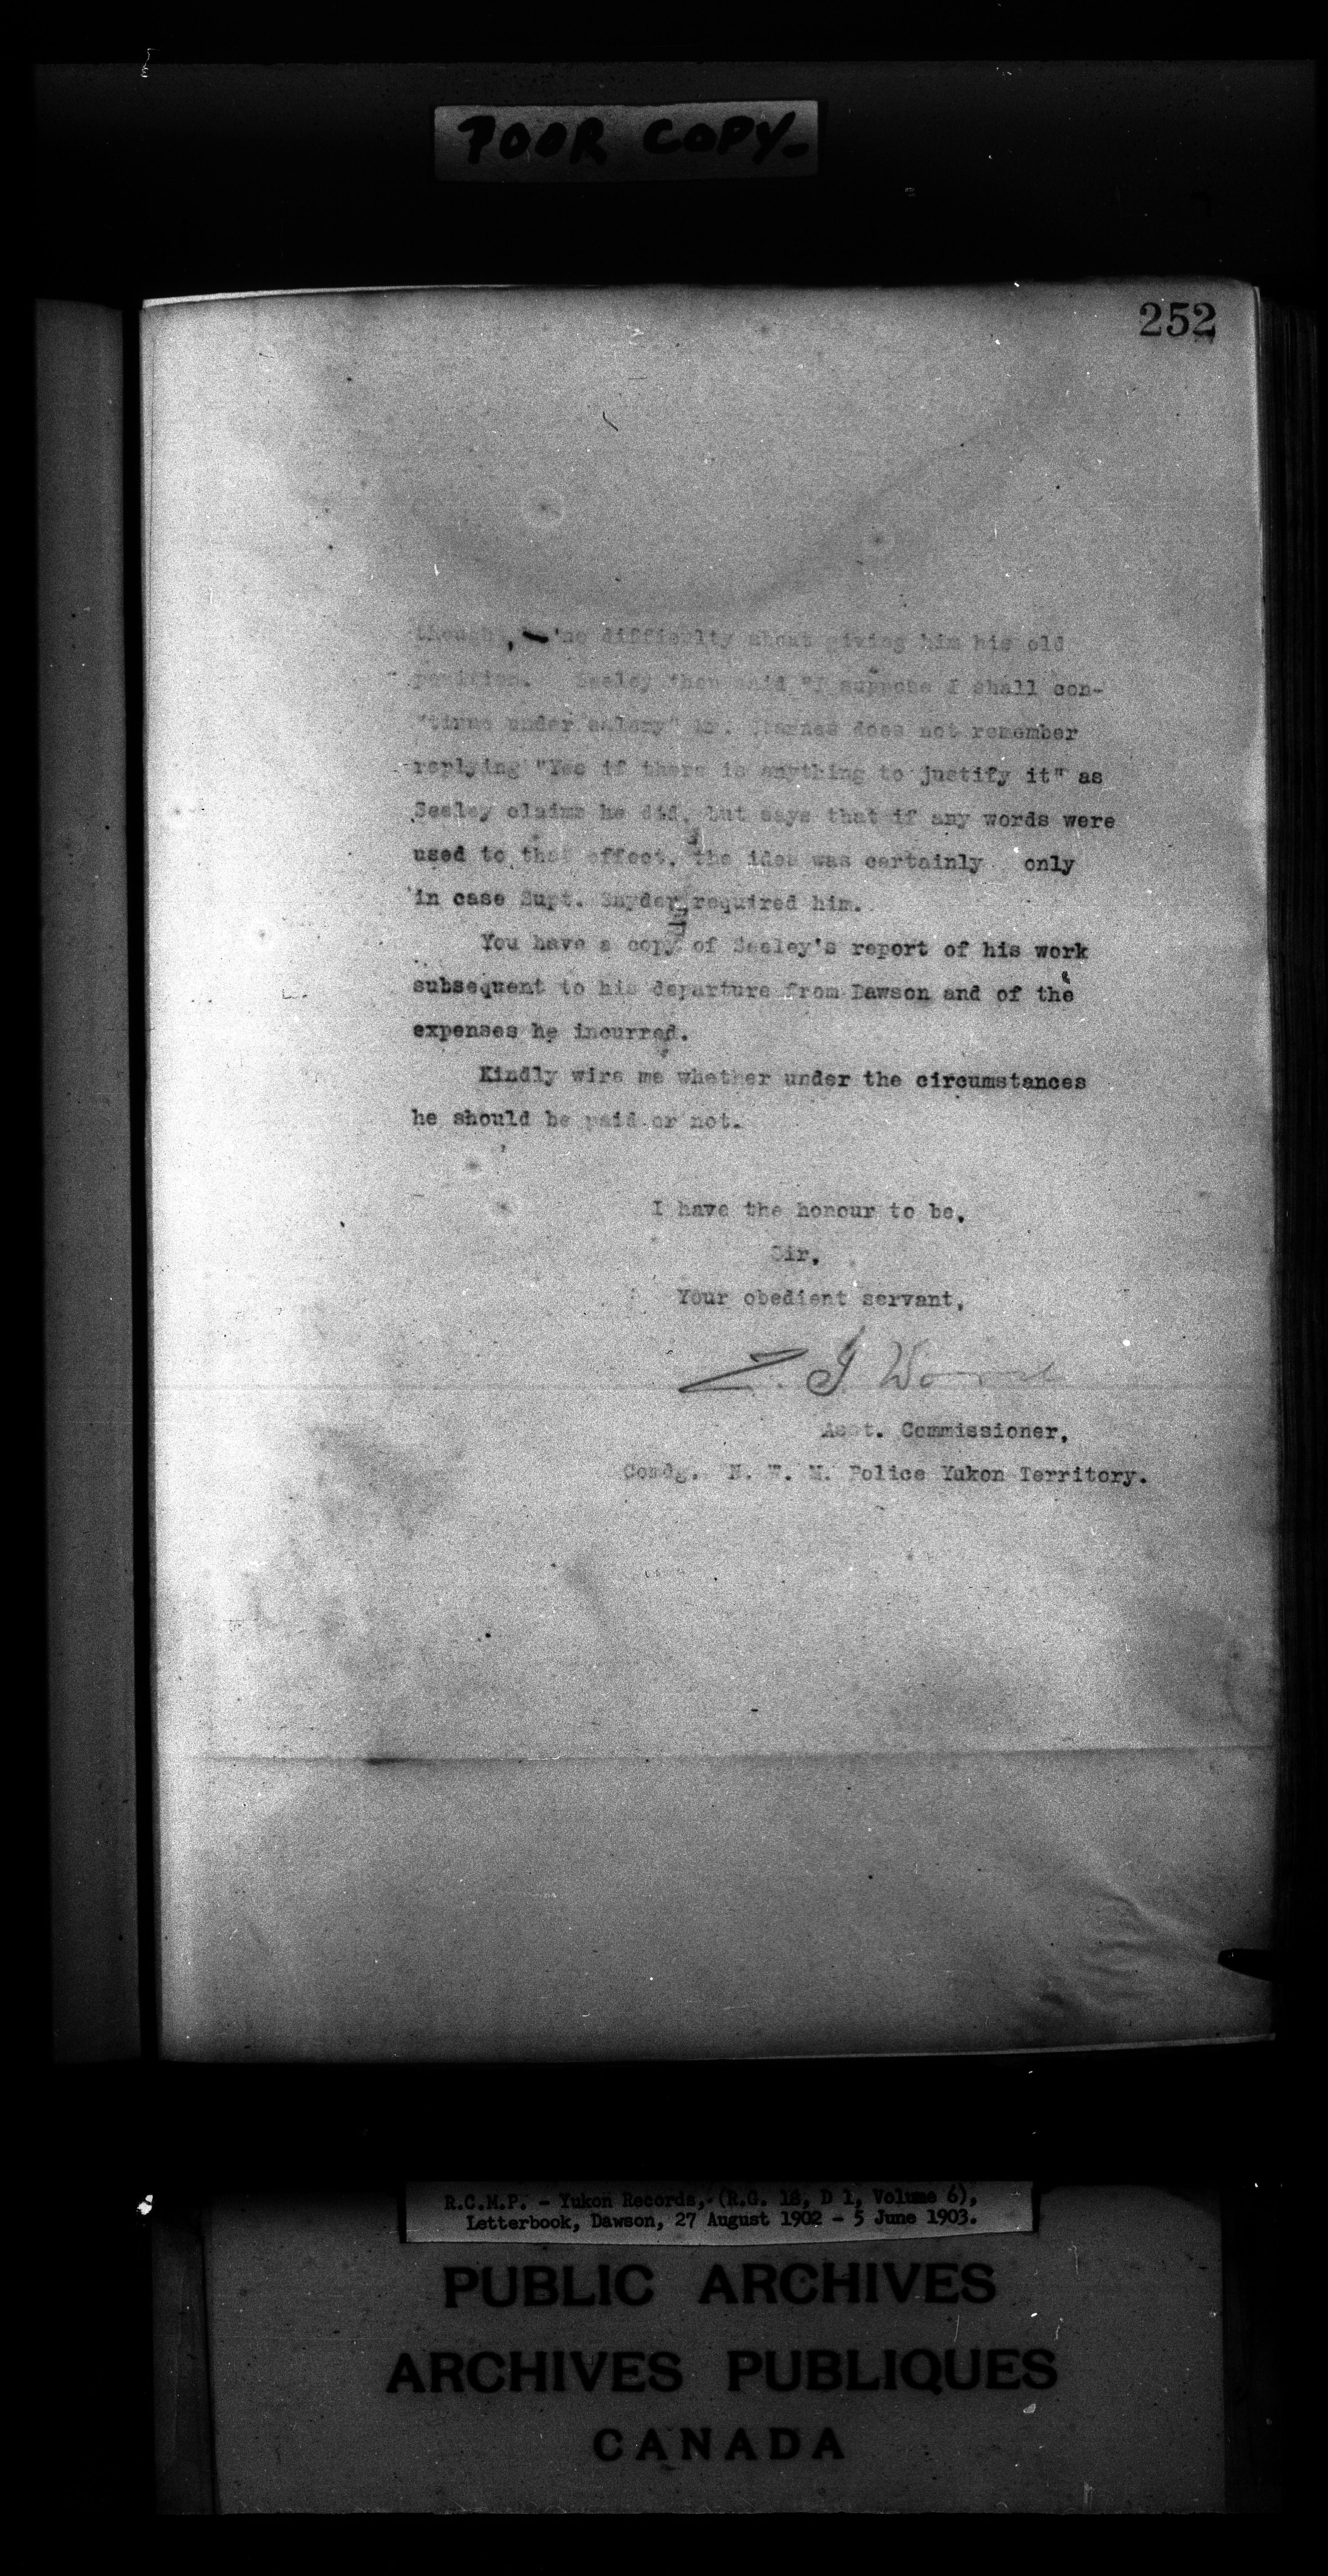 POOR COPY-
252
thought, no difficulty about giving him his old
position. Seeley then said "I suppose I shall con-
"tinue under salary" Mr. Starnes does not remember
replying "Yes if there is anything to justify it" as
Seeley claims he did, but says that if any words were
used to that effect, the idea was certainly only
in case Supt. Snyder required him.
You have a copy of Seeley's report of his work
subsequent to his departure from Dawson and of the
expenses he incurred.
Kindly wire me whether under the circumstances
he should be paid or not.
I have the honour to be,
Sir,
Your obedient servant,
Z. T. Wood
Asst. Commissioner,
Comdg. N. W. M. Police Yukon Territory.
R.C.M.P. - Yukon Records, (R.G. 18, D 1, Volume 6),
Letterbook, Dawson, 27 August 1902 - 5 June 1903.
PUBLIC ARCHIVES
ARCHIVES PUBLIQUES
CANADA